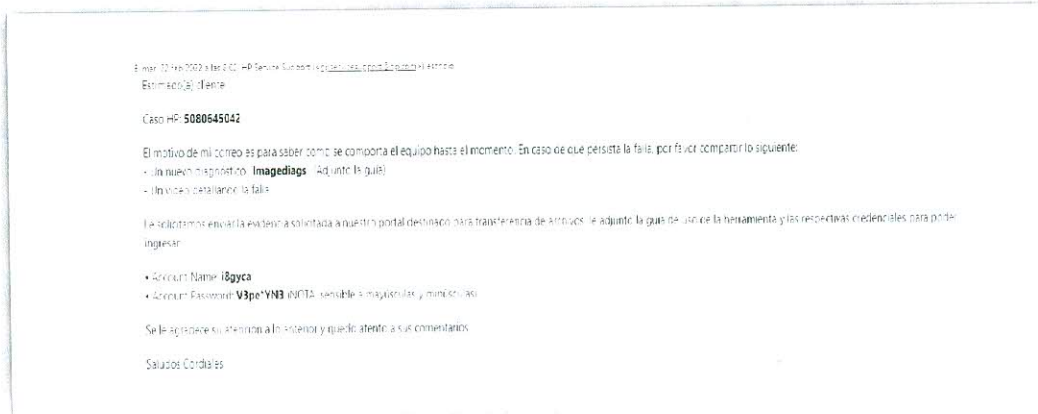 Estimado(a) cliente
Caso HP: 5080645042
El motivo de mi correo es para saber como se comporta el equipo hasta el momento. En caso de que persista la falla, por favor compartir lo siguiente:
- Un nuevo diagnostico Imagediags (Adjunto la guía)
- Un video detallando la falla
Le solicitamos enviar la evidencia solicitada a nuestro portal destinado para transferencia de archivos, le adjunto la guía de uso de la herramienta y las respectivas credenciales para poder
ingresar
• Account Name: i8gyca
• Account Password: V3pe*YN3 (NOTA: sensible a mayúsculas y minúsculas)
Se le agradece su atención a lo anterior y quedo atento a sus comentarios
Saludos Cordiales